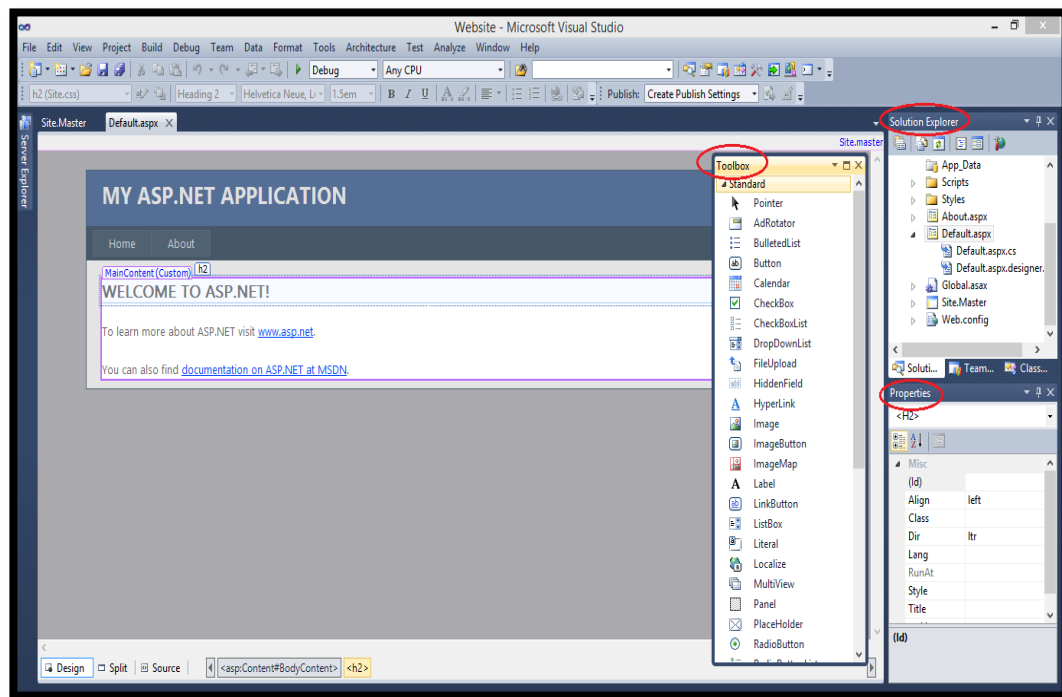 Website - Microsoft Visual Studio
File Edit View Project Build Debug Team Data Format Tools Architecture Test Analyze Window Help
Debug Any CPU
h2 (Site.css) Heading 2 Helvetica Neue, 1.5em B I U A Publish: Create Publish Settings
Server Explorer
Site.Master Default.aspx
Site.master
MY ASP.NET APPLICATION
Home About
MainContent (Custom) h2
WELCOME TO ASP.NET!
To learn more about ASP.NET visit www.asp.net.
You can also find documentation on ASP.NET at MSDN.
Design Split Source <asp:Content#BodyContent> <h2>
Toolbox
Standard
Pointer
AdRotator
BulletedList
Button
Calendar
CheckBox
CheckBoxList
DropDownList
FileUpload
HiddenField
HyperLink
Image
ImageButton
ImageMap
Label
LinkButton
ListBox
Literal
Localize
MultiView
Panel
PlaceHolder
RadioButton
Solution Explorer
App_Data
Scripts
Styles
About.aspx
Default.aspx
Default.aspx.cs
Default.aspx.designer.
Global.asax
Site.Master
Web.config
Soluti... Team... Class...
Properties
<H2>
Misc
(Id)
Align left
Class
Dir ltr
Lang
RunAt
Style
Title
(Id)